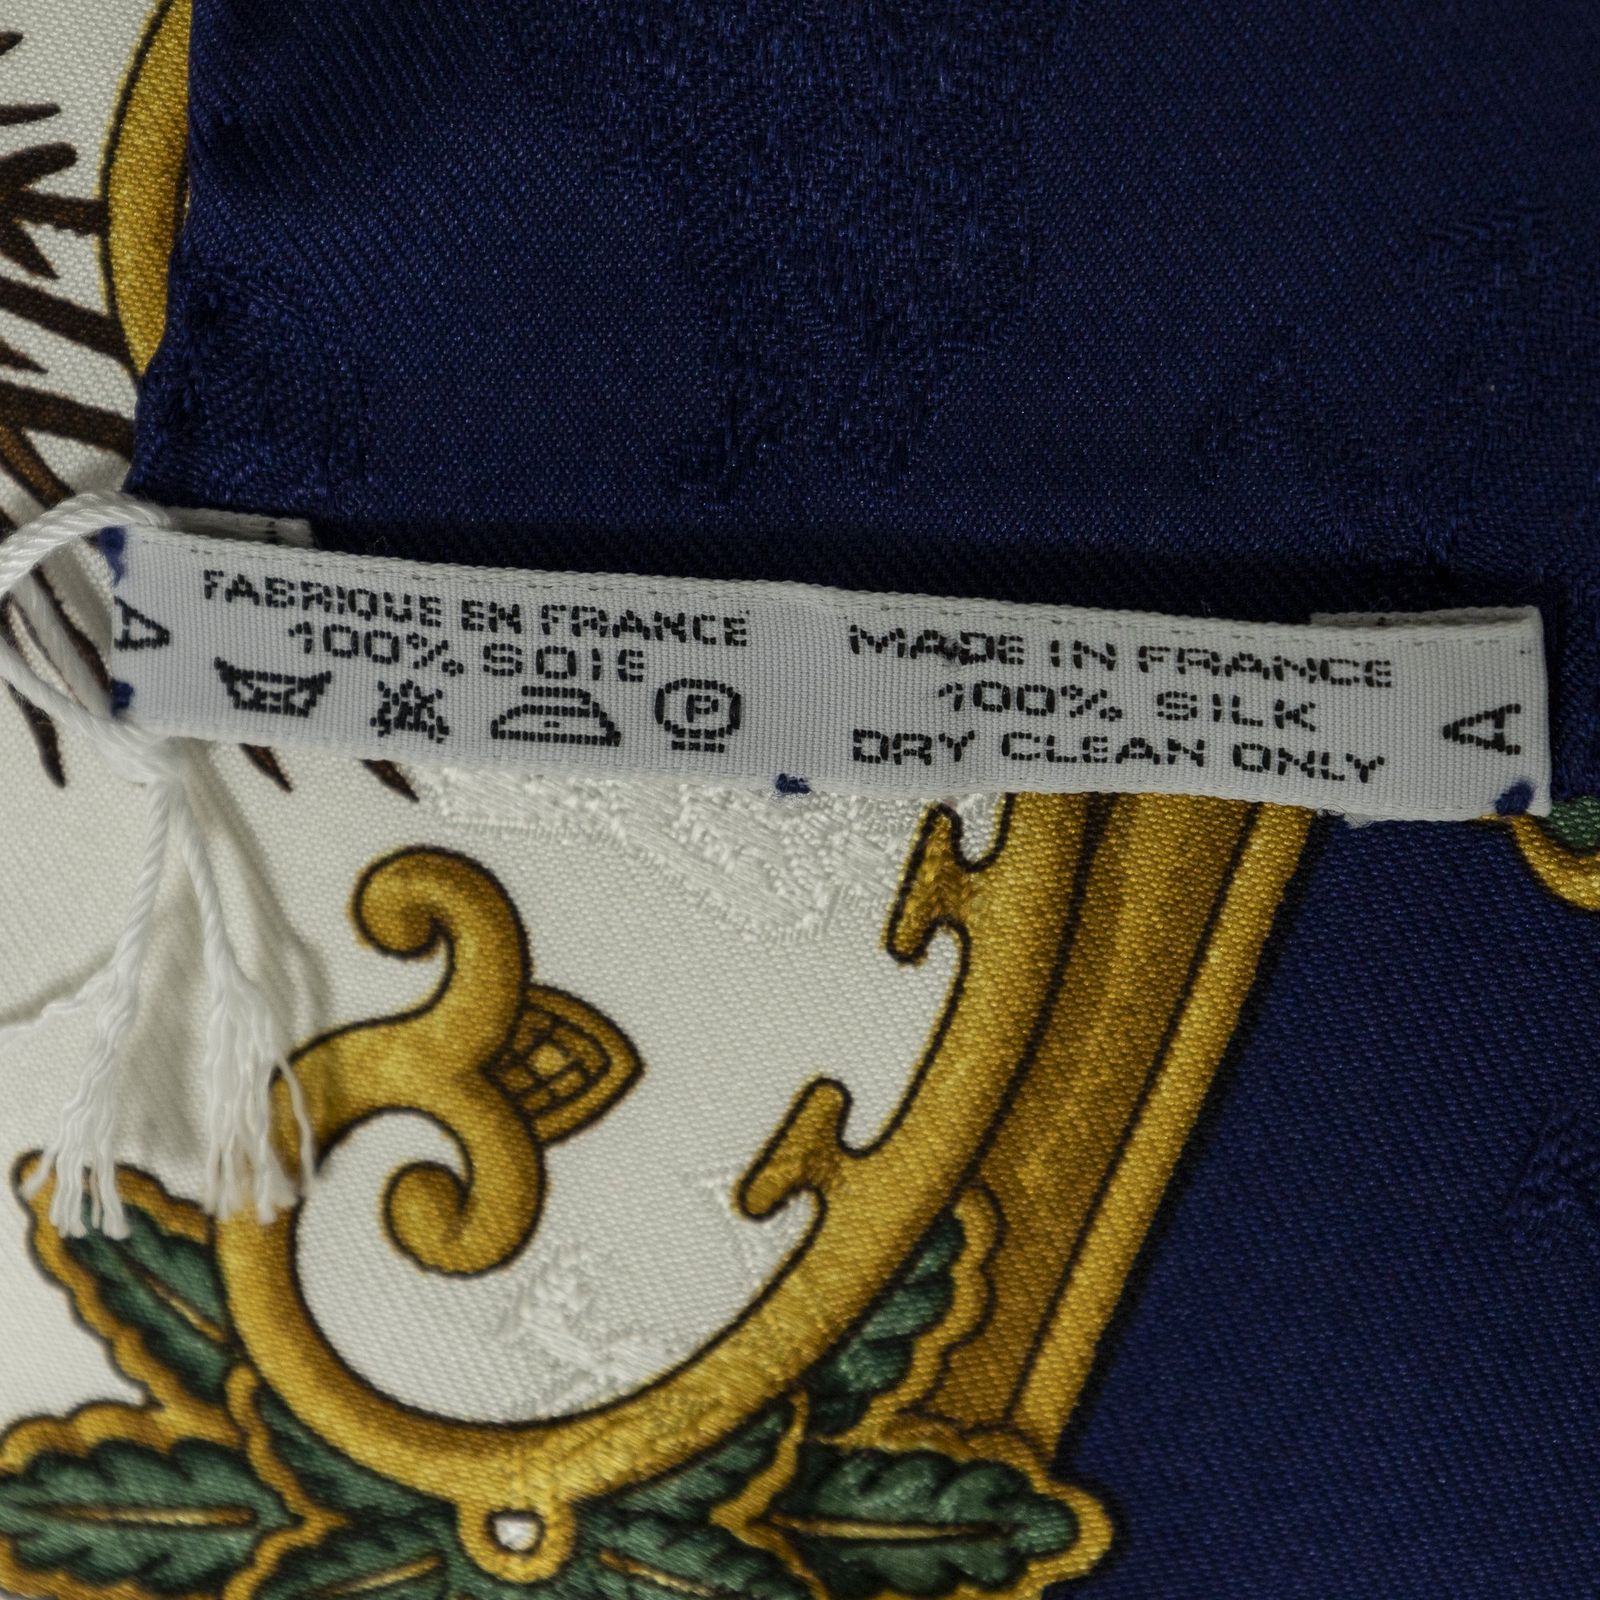 FABRIQUE EN FRANCE
100% SOIE
P
MADE IN FRANCE
100% SILK
DRY CLEAN ONLY
A
A